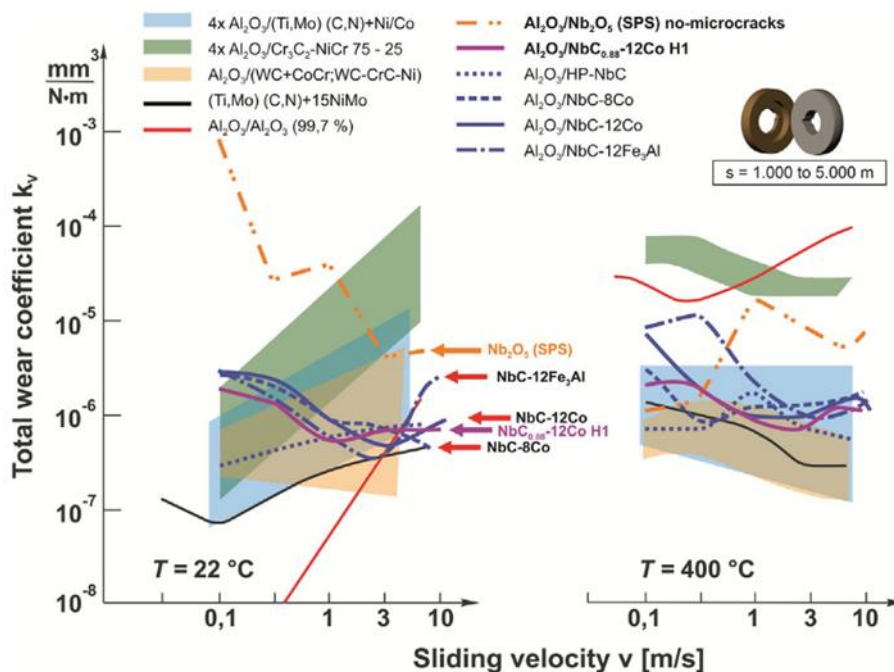 4x Al₂O₃/(Ti,Mo) (C,N)+Ni/Co
4x Al₂O₃/Cr₃C₂-NiCr 75 - 25
Al₂O₃/(WC+CoCr;WC-CrC-Ni)
(Ti,Mo) (C,N)+15NiMo
Al₂O₃/Al₂O₃ (99,7 %)
Al₂O₃/Nb₂O₅ (SPS) no-microcracks
Al₂O₃/NbC₀.₈₈-12Co H1
Al₂O₃/HP-NbC
Al₂O₃/NbC-8Co
Al₂O₃/NbC-12Co
Al₂O₃/NbC-12Fe₃Al
s = 1.000 to 5.000 m
Total wear coefficient kᵥ
mm³
N·m
10⁻³
10⁻⁴
10⁻⁵
10⁻⁶
10⁻⁷
10⁻⁸
Nb₂O₅ (SPS)
NbC-12Fe₃Al
NbC-12Co
NbC₀.₈₈-12Co H1
NbC-8Co
T = 22 °C
T = 400 °C
0,1 1 3 10
0,1 1 3 10
Sliding velocity v [m/s]